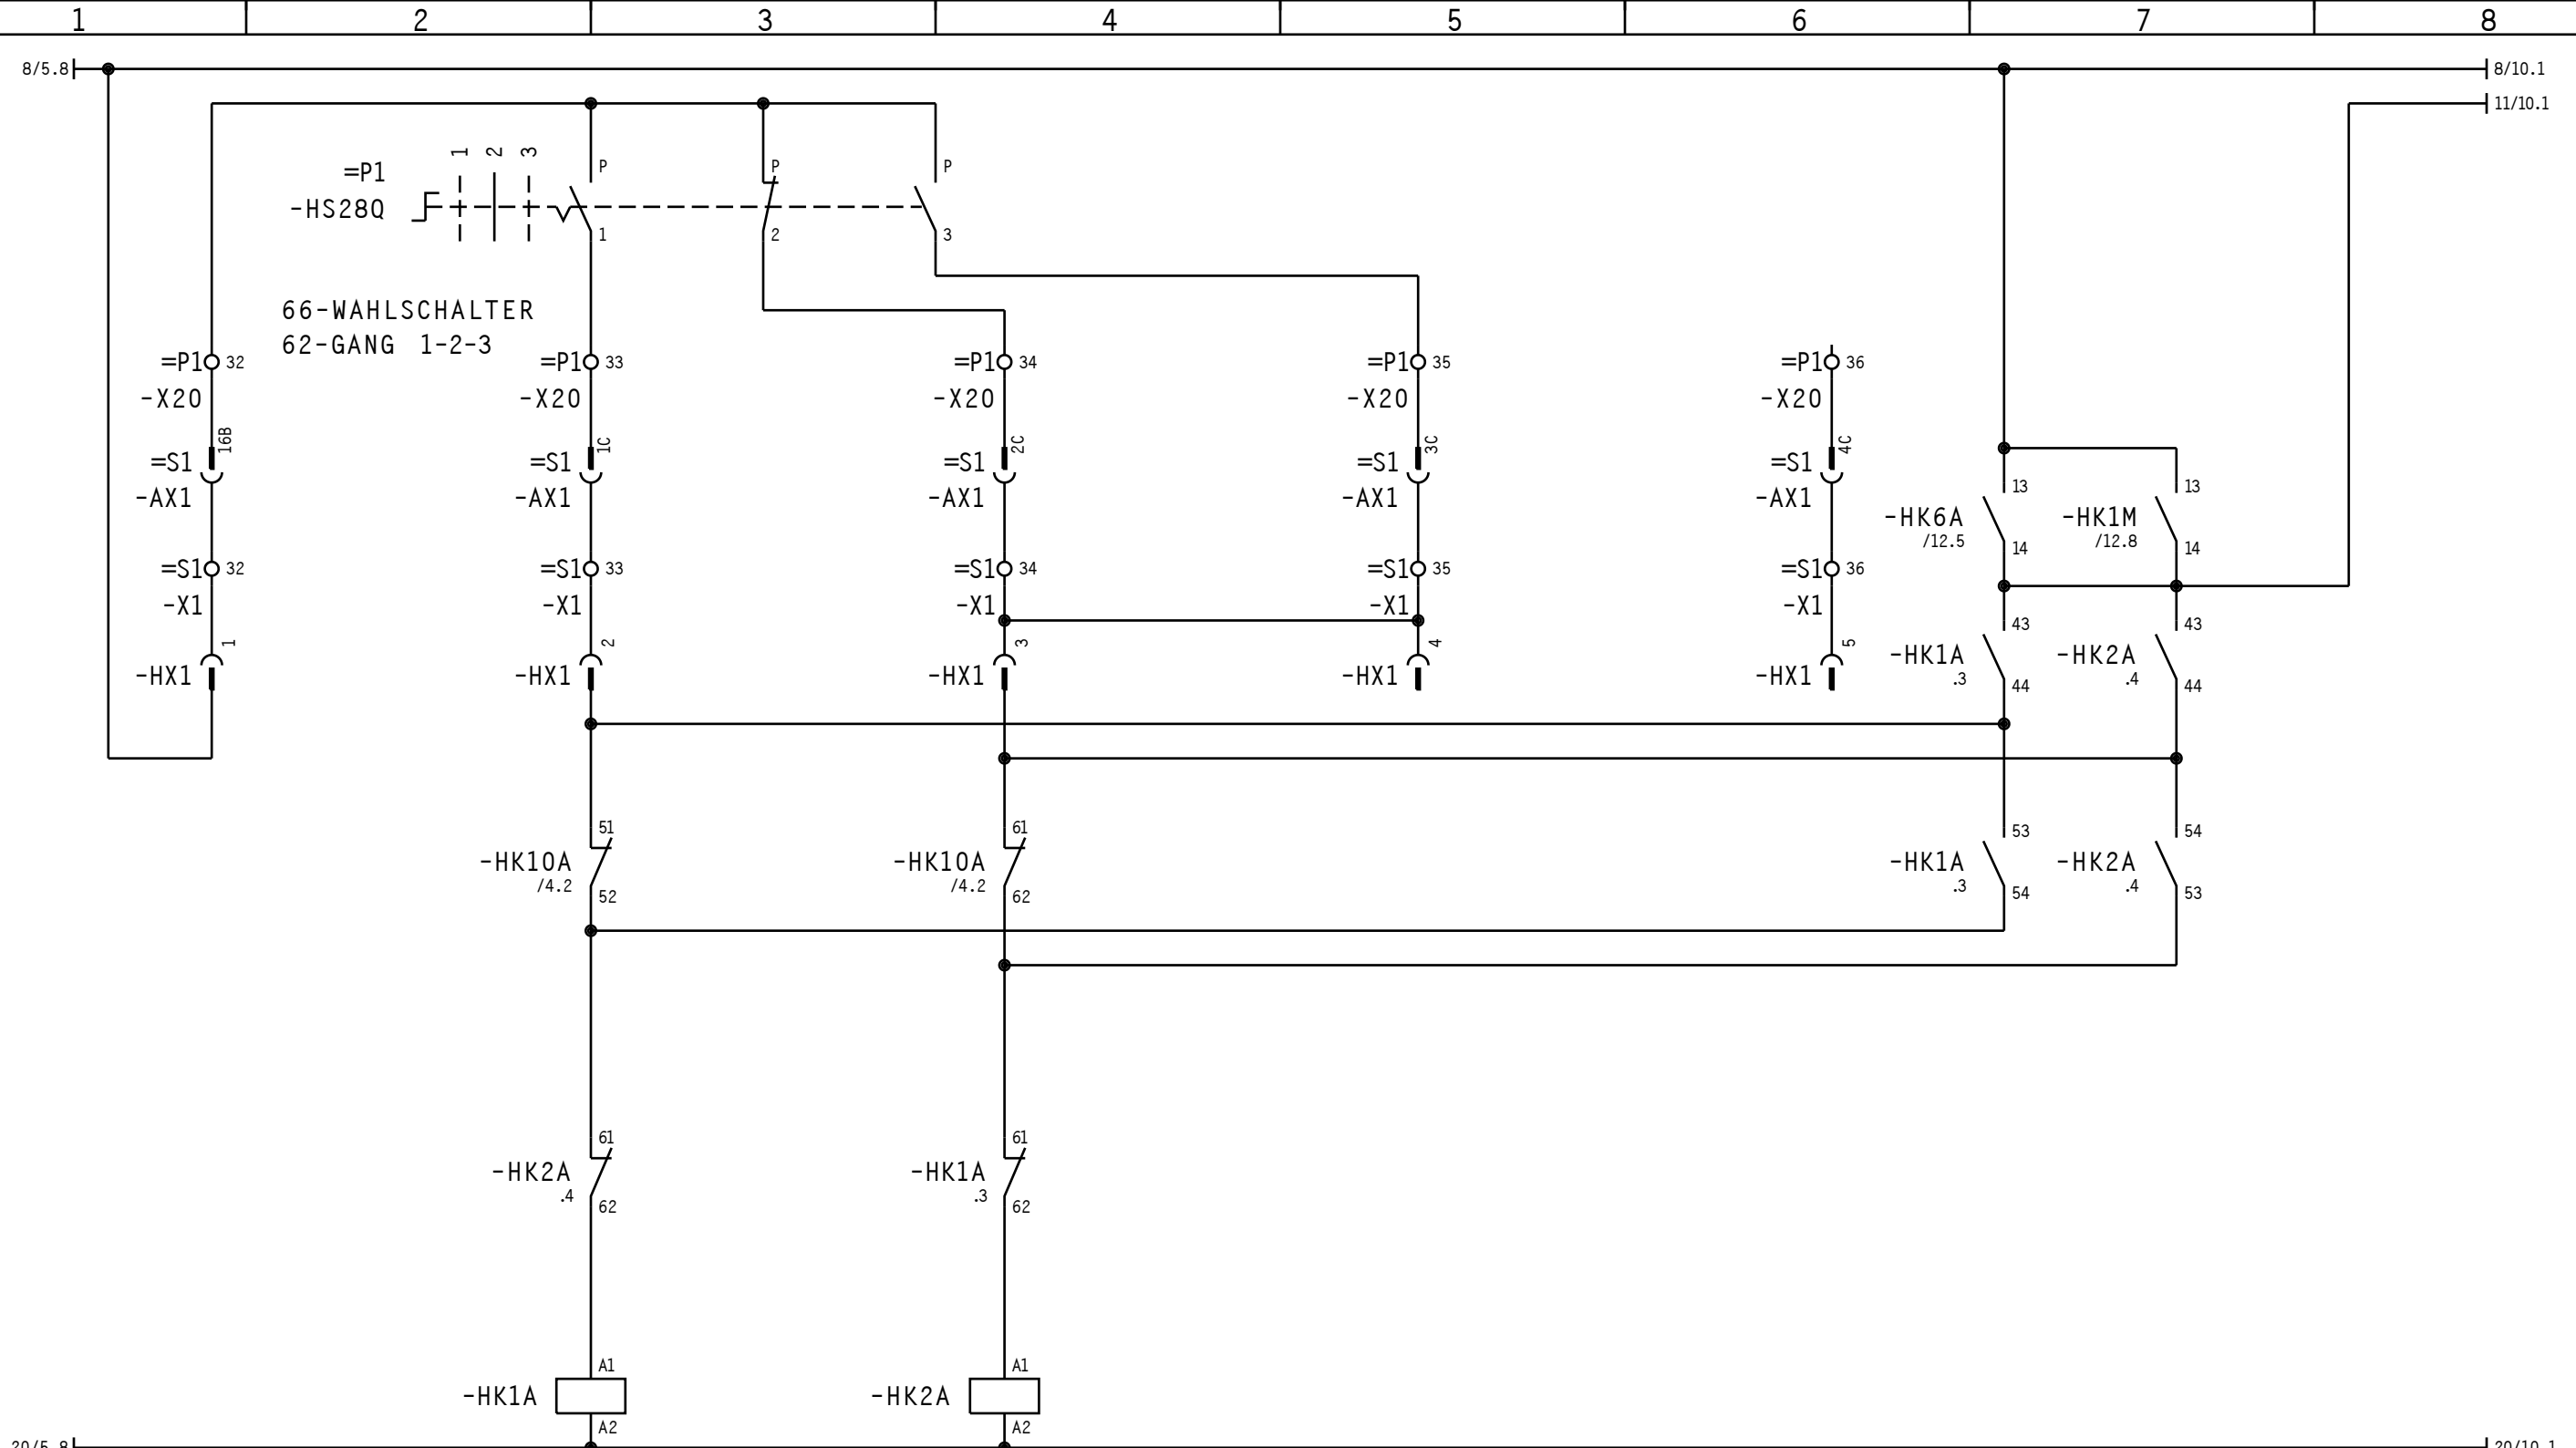 1 2 3 4 5 6 7 8
8/5.8 8/10.1
11/10.1
=P1 1 2 3 P P P
-HS28Q 1 2 3
66-WAHLSCHALTER
62-GANG 1-2-3
=P1 32 =P1 33 =P1 34 =P1 35 =P1 36
-X20 -X20 -X20 -X20 -X20
16B 1C 2C 3C 4C
=S1 =S1 =S1 =S1 =S1
-AX1 -AX1 -AX1 -AX1 -AX1
13 13
-HK6A -HK1M
/12.5 14 /12.8 14
=S1 32 =S1 33 =S1 34 =S1 35 =S1 36
-X1 -X1 -X1 -X1 -X1
1 2 3 4 5
43 43
-HX1 -HX1 -HX1 -HX1 -HX1
-HK1A -HK2A
.3 44 .4 44
51 61 53 54
-HK10A -HK10A -HK1A -HK2A
/4.2 /4.2 .3 .4
52 62 54 53
61 61
-HK2A -HK1A
.4 .3
62 62
A1 A1
-HK1A -HK2A
A2 A2
20/5.8 20/10.1